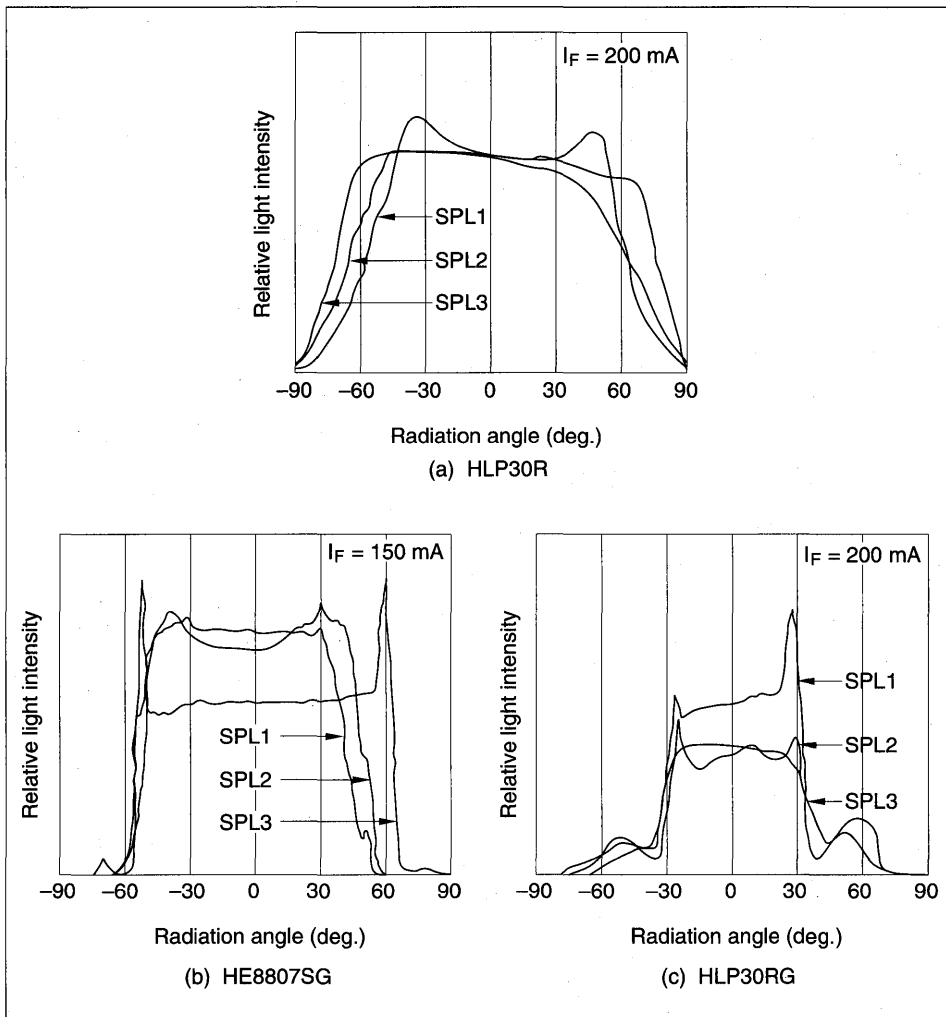 I_F = 200 mA
Relative light intensity
SPL1
SPL2
SPL3
−90 −60 −30 0 30 60 90
Radiation angle (deg.)
(a) HLP30R
I_F = 150 mA
Relative light intensity
SPL1
SPL2
SPL3
−90 −60 −30 0 30 60 90
Radiation angle (deg.)
(b) HE8807SG
I_F = 200 mA
Relative light intensity
SPL1
SPL2
SPL3
−90 −60 −30 0 30 60 90
Radiation angle (deg.)
(c) HLP30RG